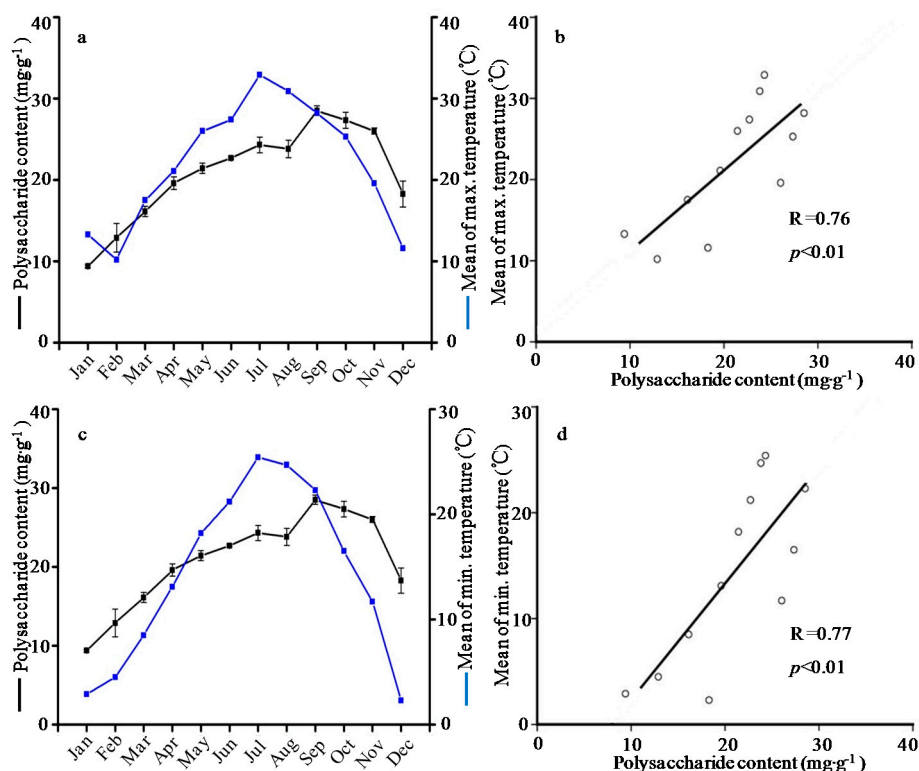 a
Polysaccharide content (mg·g⁻¹)
40
30
20
10
0
40
30
20
10
0
Mean of max. temperature (℃)
Jan
Feb
Mar
Apr
May
Jun
Jul
Aug
Sep
Oct
Nov
Dec
b
Mean of max. temperature (℃)
40
30
20
10
0
R=0.76
p<0.01
0
10
20
30
40
Polysaccharide content (mg·g⁻¹)
c
Polysaccharide content (mg·g⁻¹)
40
30
20
10
0
30
20
10
0
Mean of min. temperature (℃)
Jan
Feb
Mar
Apr
May
Jun
Jul
Aug
Sep
Oct
Nov
Dec
d
Mean of min. temperature (℃)
30
20
10
0
R=0.77
p<0.01
0
10
20
30
40
Polysaccharide content (mg·g⁻¹)